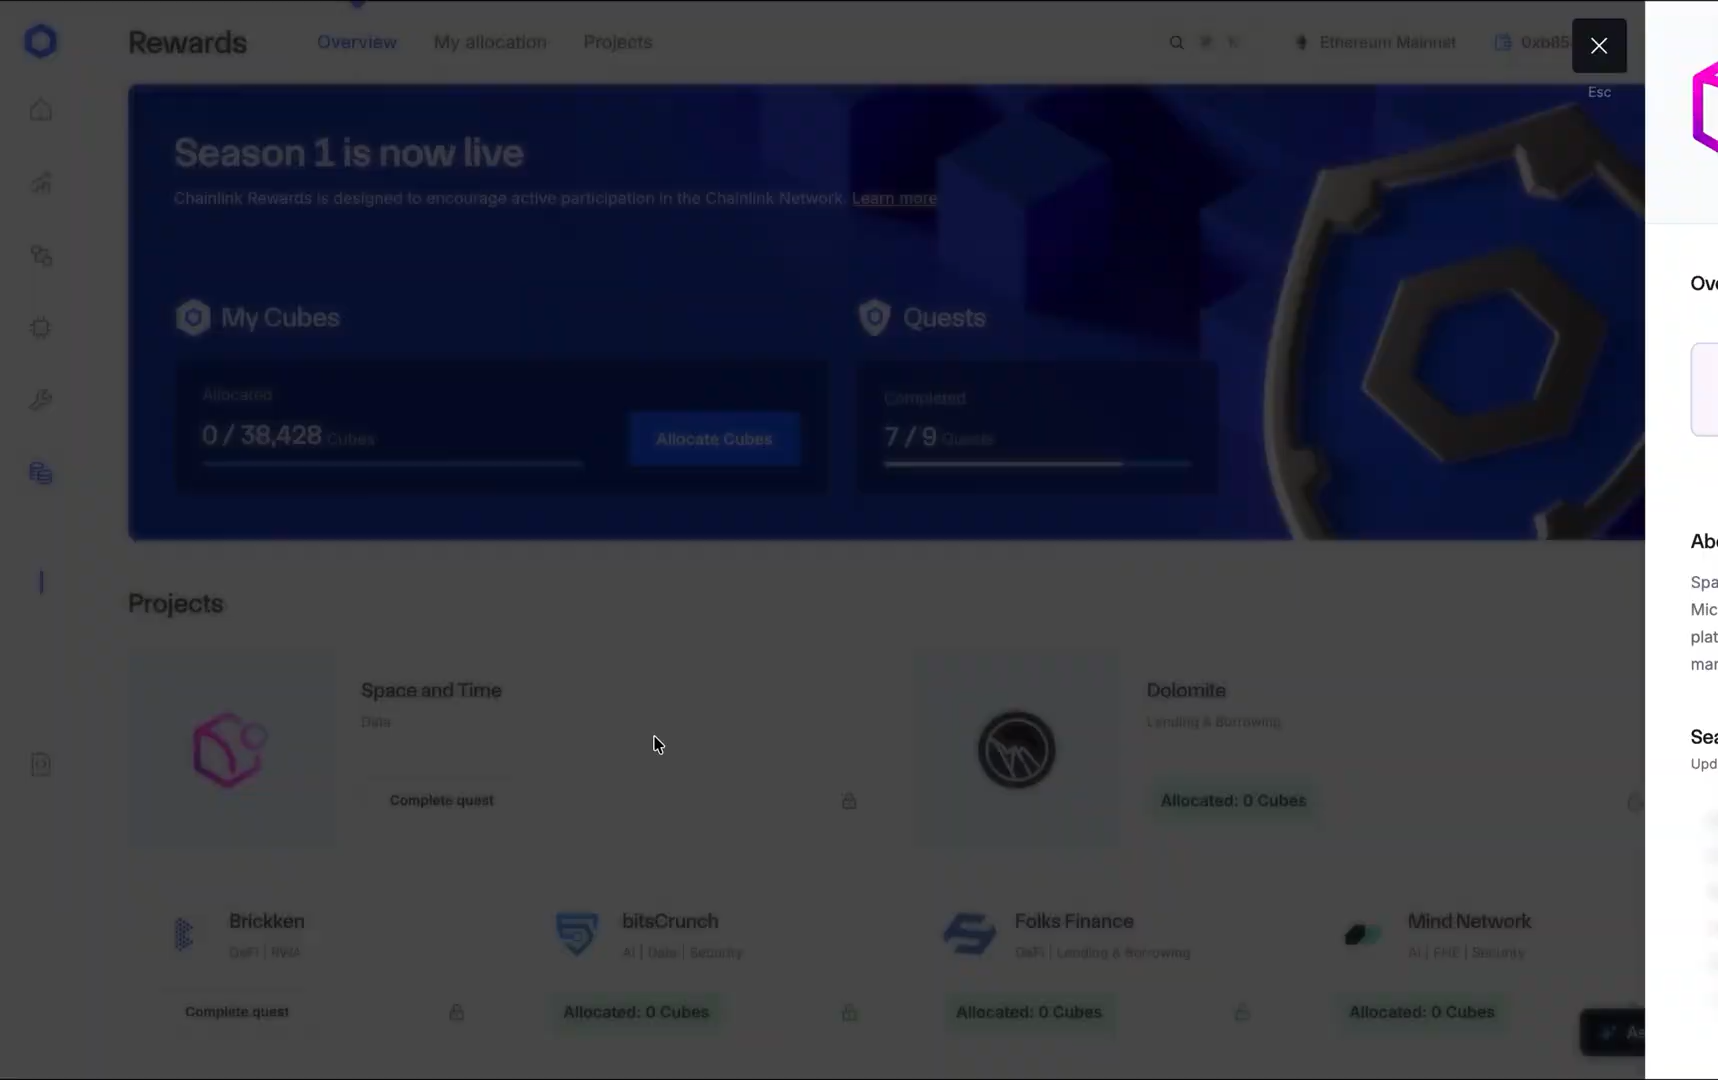 Rewards
Overview
My allocation
Projects
Ethereum Mainnet
0xb85
Esc
Season 1 is now live
Chainlink Rewards is designed to encourage active participation in the Chainlink Network. Learn more
My Cubes
Quests
Allocated
0 / 38,428 Cubes
Allocate Cubes
Completed
7 / 9 Quests
Projects
Space and Time
Data
Complete quest
Dolomite
Lending & Borrowing
Allocated: 0 Cubes
Brickken
DeFi | RWA
Complete quest
bitsCrunch
AI | Data | Security
Allocated: 0 Cubes
Folks Finance
DeFi | Lending & Borrowing
Allocated: 0 Cubes
Mind Network
AI | FHE | Security
Allocated: 0 Cubes
Ove
Abo
Spa
Mic
plat
mar
Sea
Upd